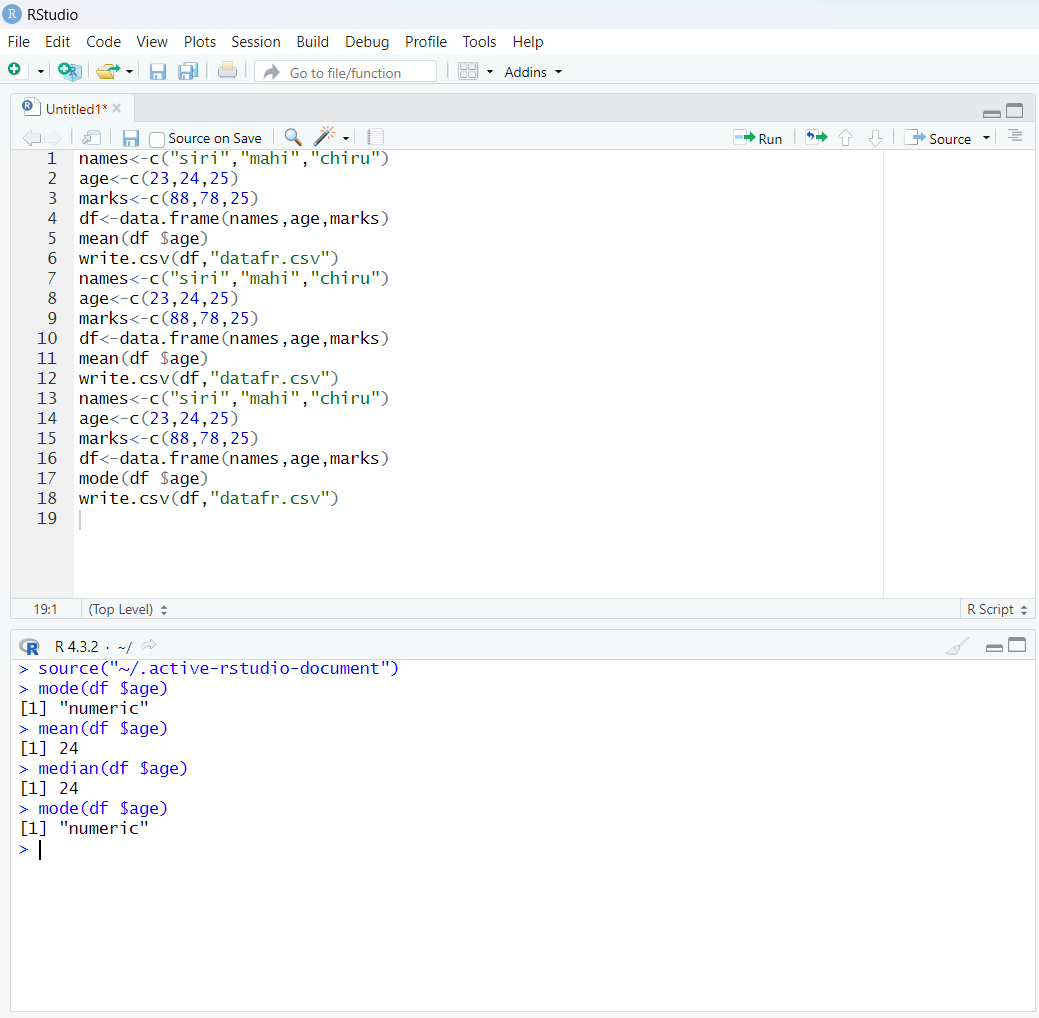 RStudio
File Edit Code View Plots Session Build Debug Profile Tools Help
Go to file/function Addins
Untitled1*
Source on Save Run Source
1 names<-c("siri","mahi","chiru")
2 age<-c(23,24,25)
3 marks<-c(88,78,25)
4 df<-data.frame(names,age,marks)
5 mean(df $age)
6 write.csv(df,"datafr.csv")
7 names<-c("siri","mahi","chiru")
8 age<-c(23,24,25)
9 marks<-c(88,78,25)
10 df<-data.frame(names,age,marks)
11 mean(df $age)
12 write.csv(df,"datafr.csv")
13 names<-c("siri","mahi","chiru")
14 age<-c(23,24,25)
15 marks<-c(88,78,25)
16 df<-data.frame(names,age,marks)
17 mode(df $age)
18 write.csv(df,"datafr.csv")
19
19:1 (Top Level) R Script
R R 4.3.2 · ~/
> source("~/.active-rstudio-document")
> mode(df $age)
[1] "numeric"
> mean(df $age)
[1] 24
> median(df $age)
[1] 24
> mode(df $age)
[1] "numeric"
>